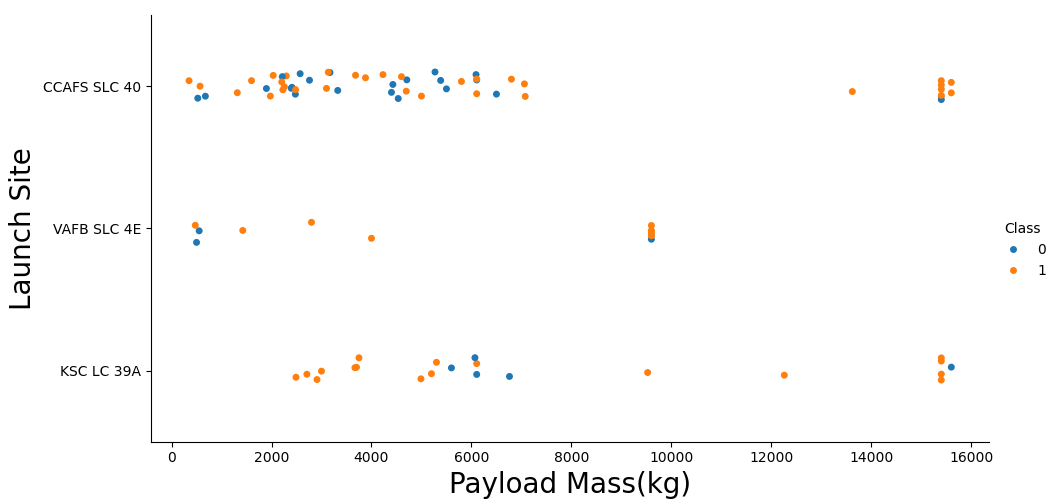 CCAFS SLC 40
VAFB SLC 4E
KSC LC 39A
Launch Site
0 2000 4000 6000 8000 10000 12000 14000 16000
Payload Mass(kg)
Class
0
1